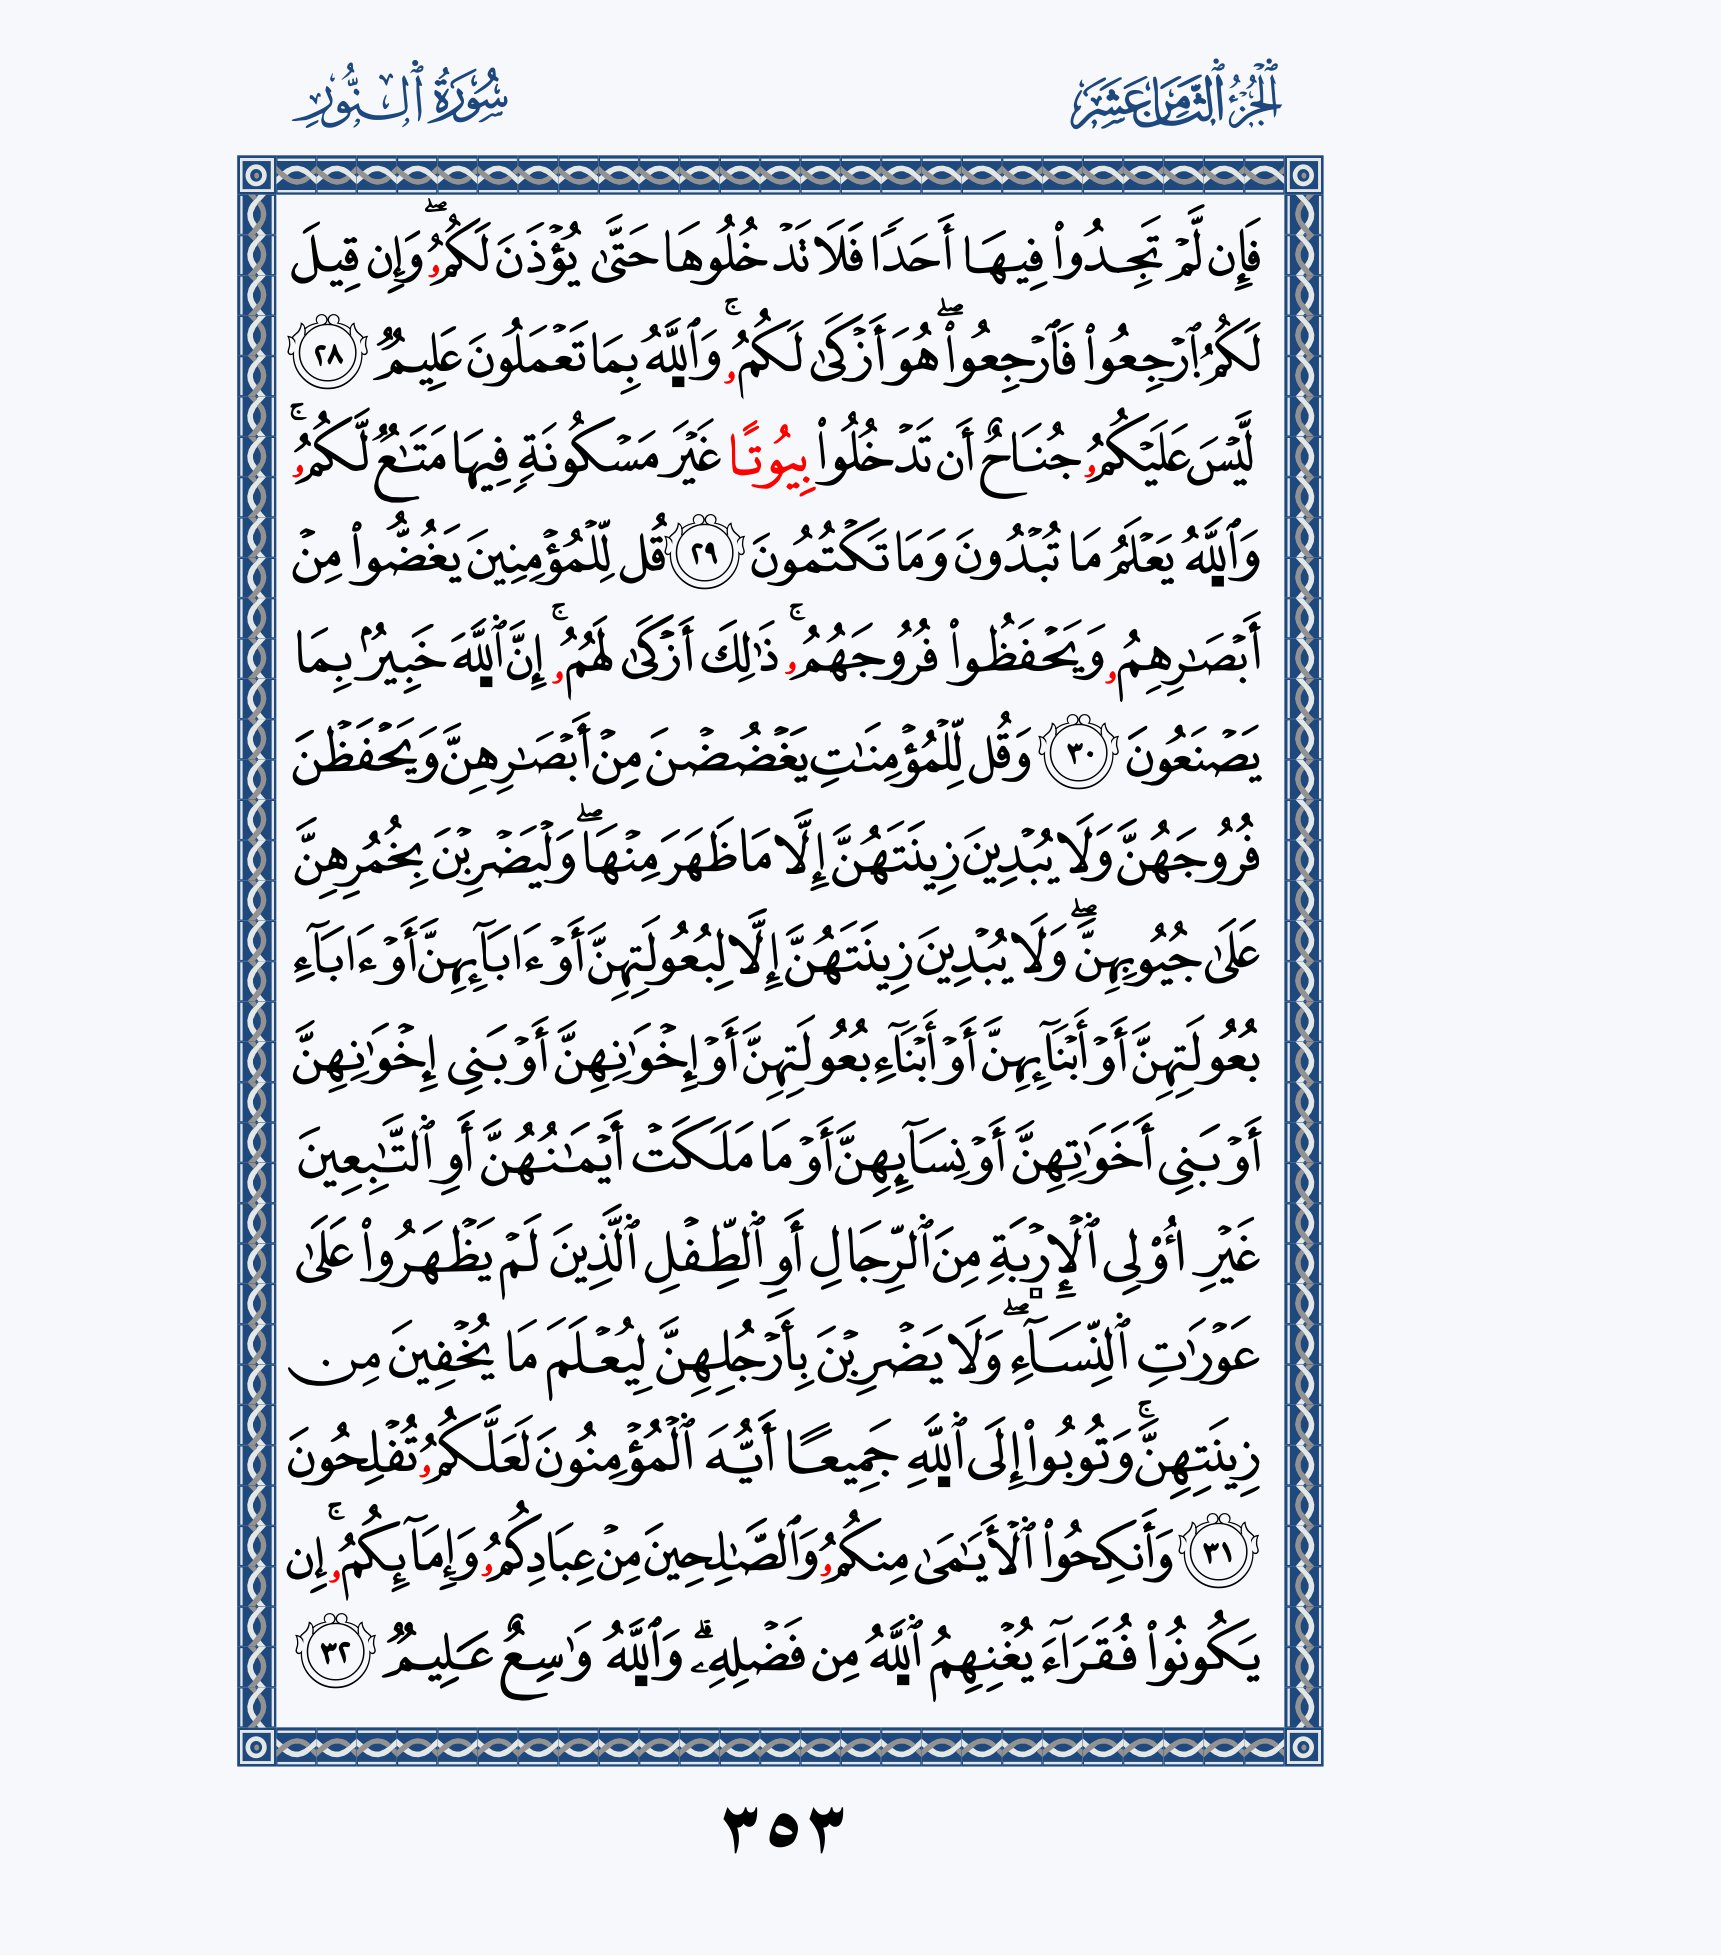 ٱلْجُزْءُ ٱلثَّامِنَ عَشَرَ
سُورَةُ ٱلنُّورِ
فَإِن لَّمۡ تَجِدُواْ فِيهَا أَحَدٗا فَلَا تَدۡخُلُوهَا حَتَّىٰ يُؤۡذَنَ لَكُمُۥۖ وَإِن قِيلَ
لَكُمُ ٱرۡجِعُواْ فَٱرۡجِعُواْۖ هُوَ أَزۡكَىٰ لَكُمُۥۚ وَٱللَّهُ بِمَا تَعۡمَلُونَ عَلِيمٞ ٢٨
لَّيۡسَ عَلَيۡكُمُۥ جُنَاحٌ أَن تَدۡخُلُواْ بِيُوتًا غَيۡرَ مَسۡكُونَةٖ فِيهَا مَتَٰعٞ لَّكُمُۥۚ
وَٱللَّهُ يَعۡلَمُ مَا تُبۡدُونَ وَمَا تَكۡتُمُونَ ٢٩ قُل لِّلۡمُؤۡمِنِينَ يَغُضُّواْ مِنۡ
أَبۡصَٰرِهِمُۥ وَيَحۡفَظُواْ فُرُوجَهُمُۥۚ ذَٰلِكَ أَزۡكَىٰ لَهُمُۥۚ إِنَّ ٱللَّهَ خَبِيرُۢ بِمَا
يَصۡنَعُونَ ٣٠ وَقُل لِّلۡمُؤۡمِنَٰتِ يَغۡضُضۡنَ مِنۡ أَبۡصَٰرِهِنَّ وَيَحۡفَظۡنَ
فُرُوجَهُنَّ وَلَا يُبۡدِينَ زِينَتَهُنَّ إِلَّا مَا ظَهَرَ مِنۡهَاۖ وَلۡيَضۡرِبۡنَ بِخُمُرِهِنَّ
عَلَىٰ جُيُوبِهِنَّۖ وَلَا يُبۡدِينَ زِينَتَهُنَّ إِلَّا لِبُعُولَتِهِنَّ أَوۡ ءَابَآئِهِنَّ أَوۡ ءَابَآءِ
بُعُولَتِهِنَّ أَوۡ أَبۡنَآئِهِنَّ أَوۡ أَبۡنَآءِ بُعُولَتِهِنَّ أَوۡ إِخۡوَٰنِهِنَّ أَوۡ بَنِي إِخۡوَٰنِهِنَّ
أَوۡ بَنِي أَخَوَٰتِهِنَّ أَوۡ نِسَآئِهِنَّ أَوۡ مَا مَلَكَتۡ أَيۡمَٰنُهُنَّ أَوِ ٱلتَّٰبِعِينَ
غَيۡرِ أُوْلِي ٱلۡإِرۡبَةِ مِنَ ٱلرِّجَالِ أَوِ ٱلطِّفۡلِ ٱلَّذِينَ لَمۡ يَظۡهَرُواْ عَلَىٰ
عَوۡرَٰتِ ٱلنِّسَآءِۖ وَلَا يَضۡرِبۡنَ بِأَرۡجُلِهِنَّ لِيُعۡلَمَ مَا يُخۡفِينَ مِن
زِينَتِهِنَّۚ وَتُوبُواْ إِلَى ٱللَّهِ جَمِيعًا أَيُّهَ ٱلۡمُؤۡمِنُونَ لَعَلَّكُمُۥ تُفۡلِحُونَ
٣١ وَأَنكِحُواْ ٱلۡأَيَٰمَىٰ مِنكُمُۥ وَٱلصَّٰلِحِينَ مِنۡ عِبَادِكُمُۥ وَإِمَآئِكُمُۥۚ إِن
يَكُونُواْ فُقَرَآءَ يُغۡنِهِمُ ٱللَّهُ مِن فَضۡلِهِۦۗ وَٱللَّهُ وَٰسِعٌ عَلِيمٞ ٣٢
٣٥٣